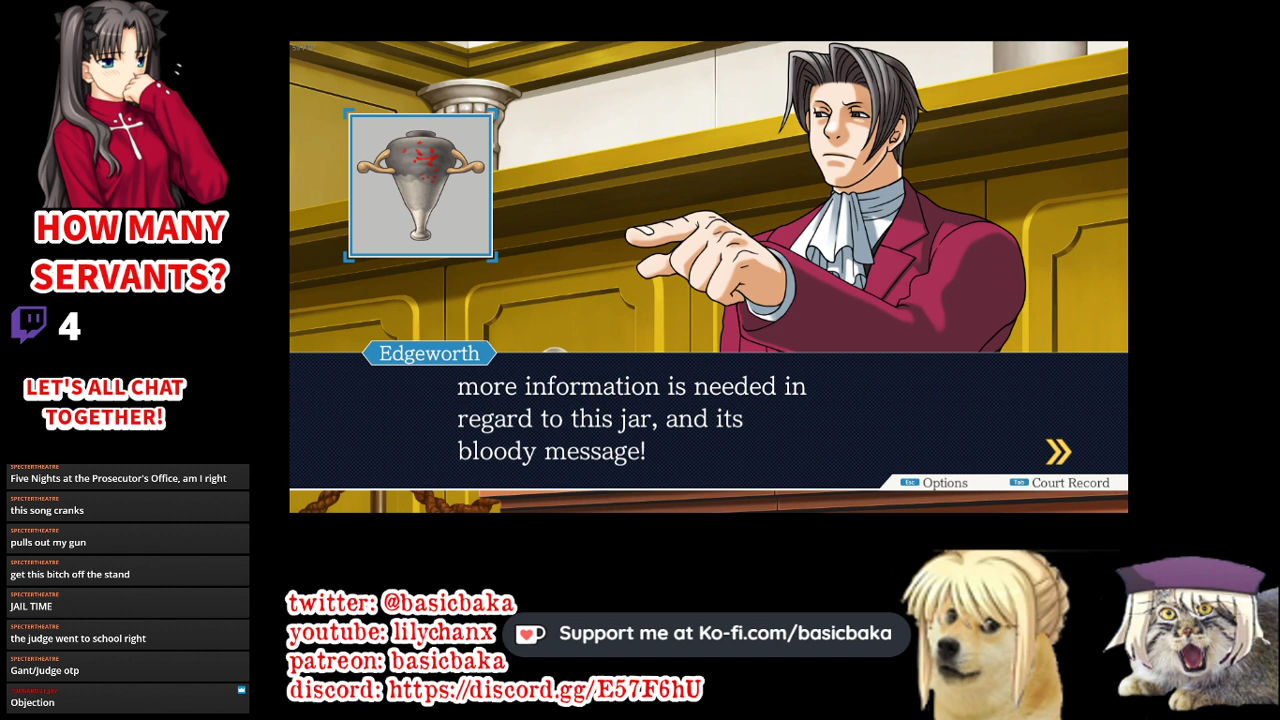 HOW MANY
SERVANTS?
4
LET'S ALL CHAT
TOGETHER!
SPECTERTHEATRE
Five Nights at the Prosecutor's Office, am I right
SPECTERTHEATRE
this song cranks
SPECTERTHEATRE
pulls out my gun
SPECTERTHEATRE
get this bitch off the stand
SPECTERTHEATRE
JAIL TIME
SPECTERTHEATRE
the judge went to school right
SPECTERTHEATRE
Gant/Judge otp
Objection
Edgeworth
more information is needed in
regard to this jar, and its
bloody message!
Esc Options
Tab Court Record
twitter: @basicbaka
youtube: lilychanx
patreon: basicbaka
discord: https://discord.gg/E57F6hU
Support me at Ko-fi.com/basicbaka